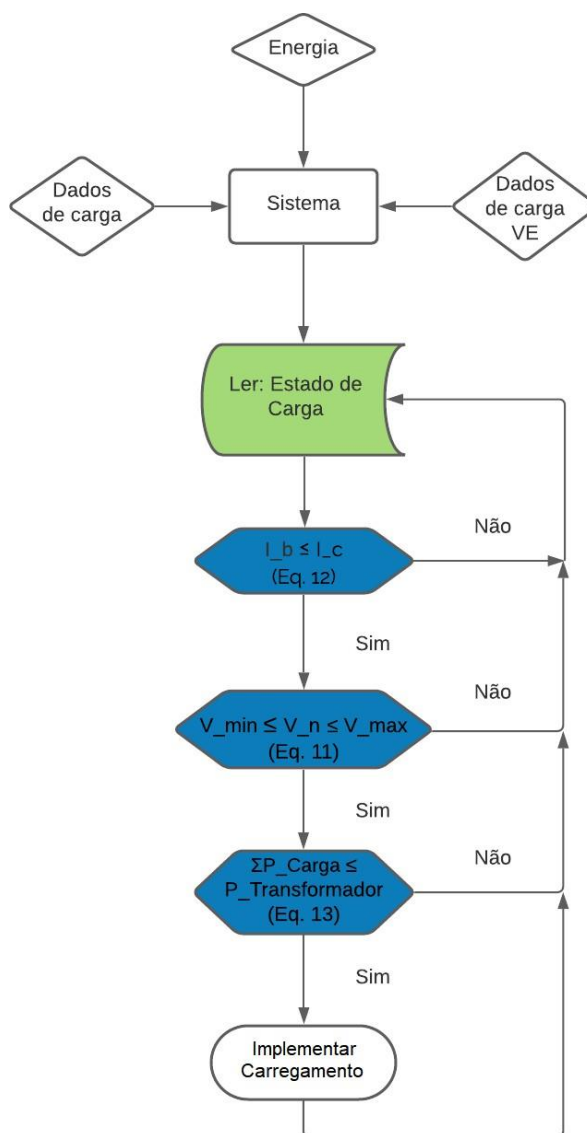 Energia
Dados
de carga
Sistema
Dados
de carga
VE
Ler: Estado de
Carga
I_b ≤ I_c
(Eq. 12)
Não
Sim
V_min ≤ V_n ≤ V_max
(Eq. 11)
Não
Sim
ΣP_Carga ≤
P_Transformador
(Eq. 13)
Não
Sim
Implementar
Carregamento